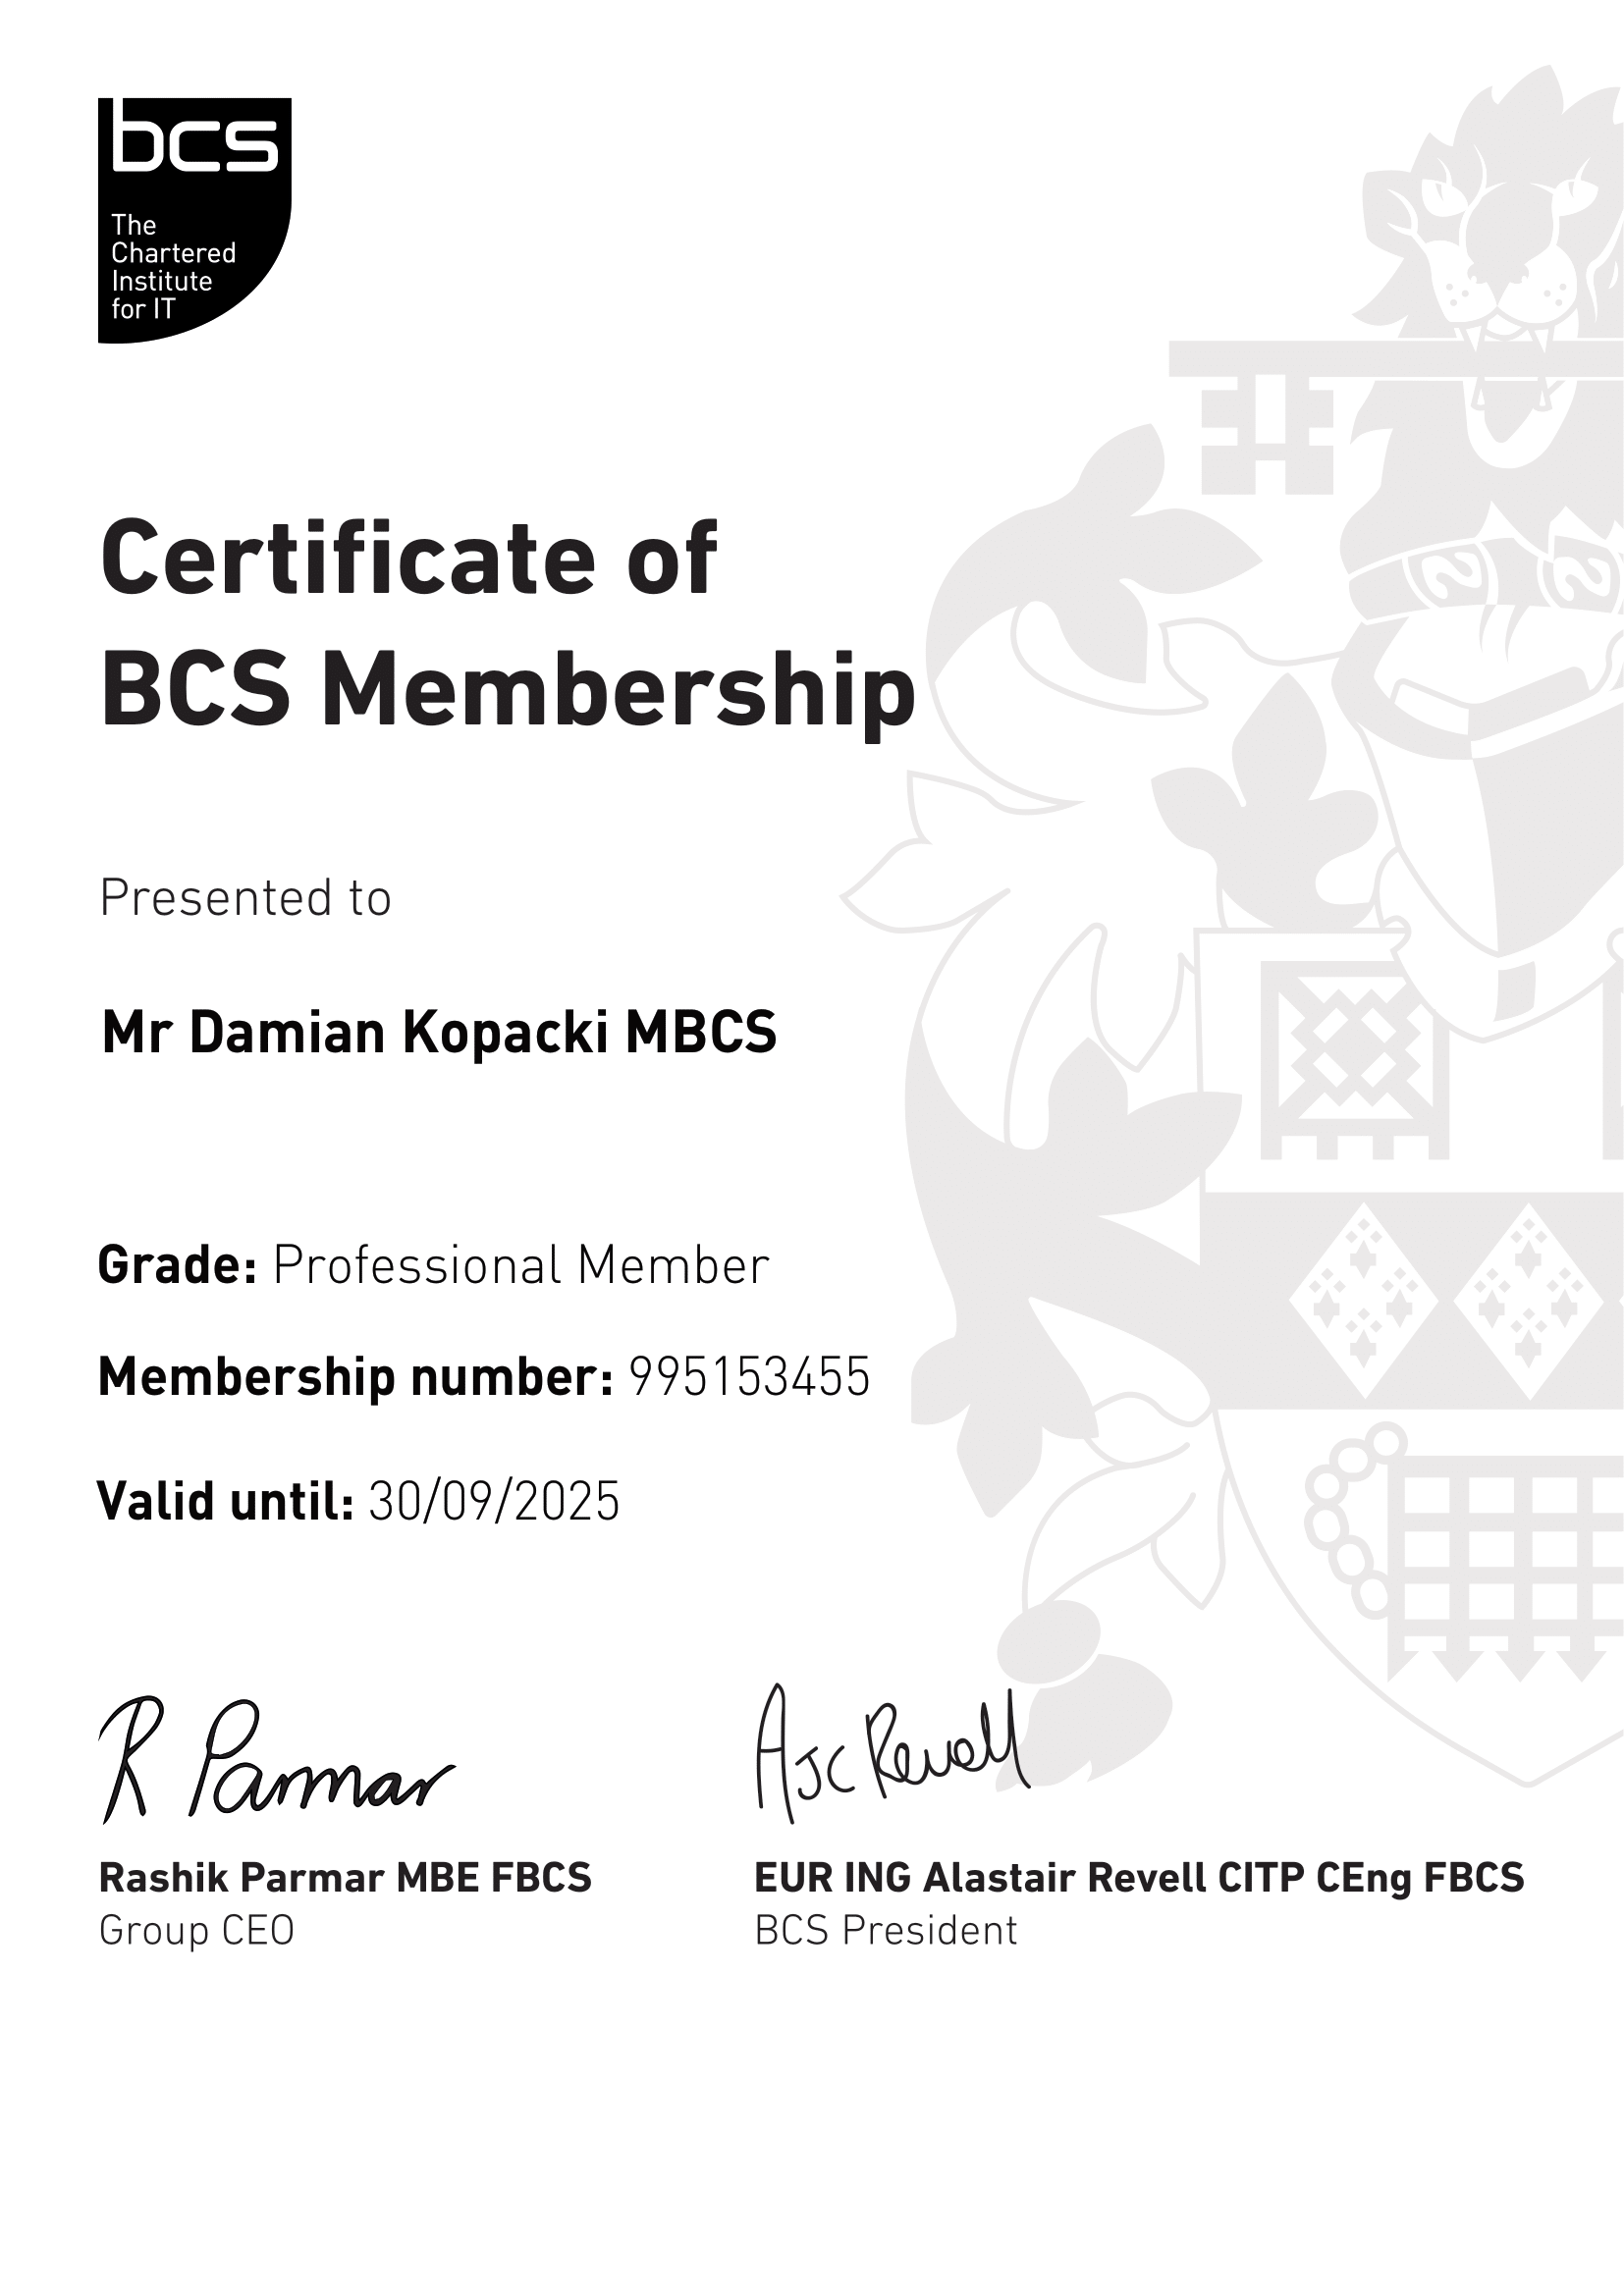 bcs
The
Chartered
Institute
for IT
Certificate of
BCS Membership
Presented to
Mr Damian Kopacki MBCS
Grade: Professional Member
Membership number: 995153455
Valid until: 30/09/2025
R Parmar
AJC Revell
Rashik Parmar MBE FBCS
Group CEO
EUR ING Alastair Revell CITP CEng FBCS
BCS President